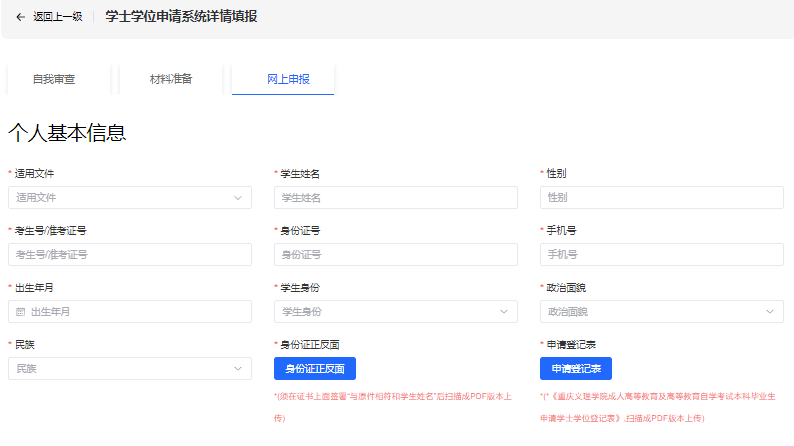 返回上一级 学士学位申请系统详情填报
自我审查 材料准备 网上申报
个人基本信息
* 适用文件 * 学生姓名 * 性别
适用文件 学生姓名 性别
* 考生号/准考证号 * 身份证号 * 手机号
考生号/准考证号 身份证号 手机号
* 出生年月 * 学生身份 * 政治面貌
出生年月 学生身份 政治面貌
* 民族 * 身份证正反面 * 申请登记表
民族 身份证正反面 申请登记表
*(须在证书上面签署“与原件相符和学生姓名”后扫描成PDF版本上
传)
*(*《重庆文理学院成人高等教育及高等教育自学考试本科毕业生
申请学士学位登记表》,扫描成PDF版本上传)